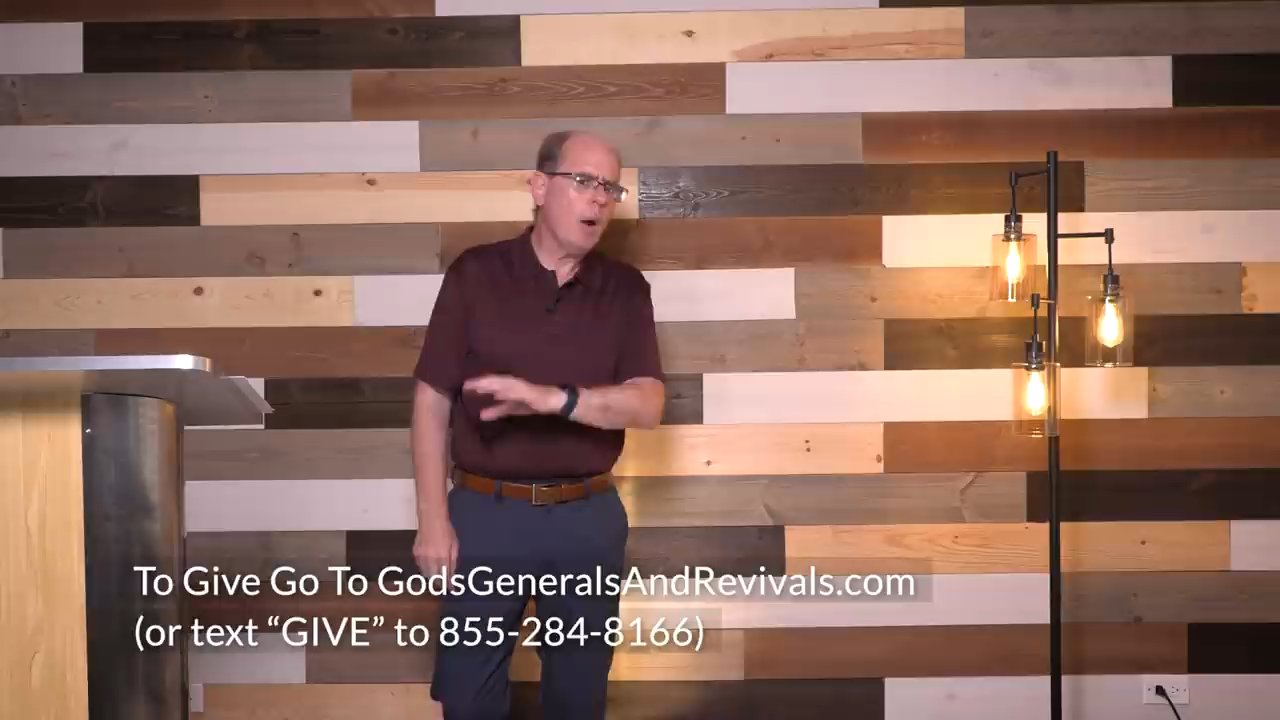 To Give Go To GodsGeneralsAndRevivals.com
(or text “GIVE” to 855-284-8166)